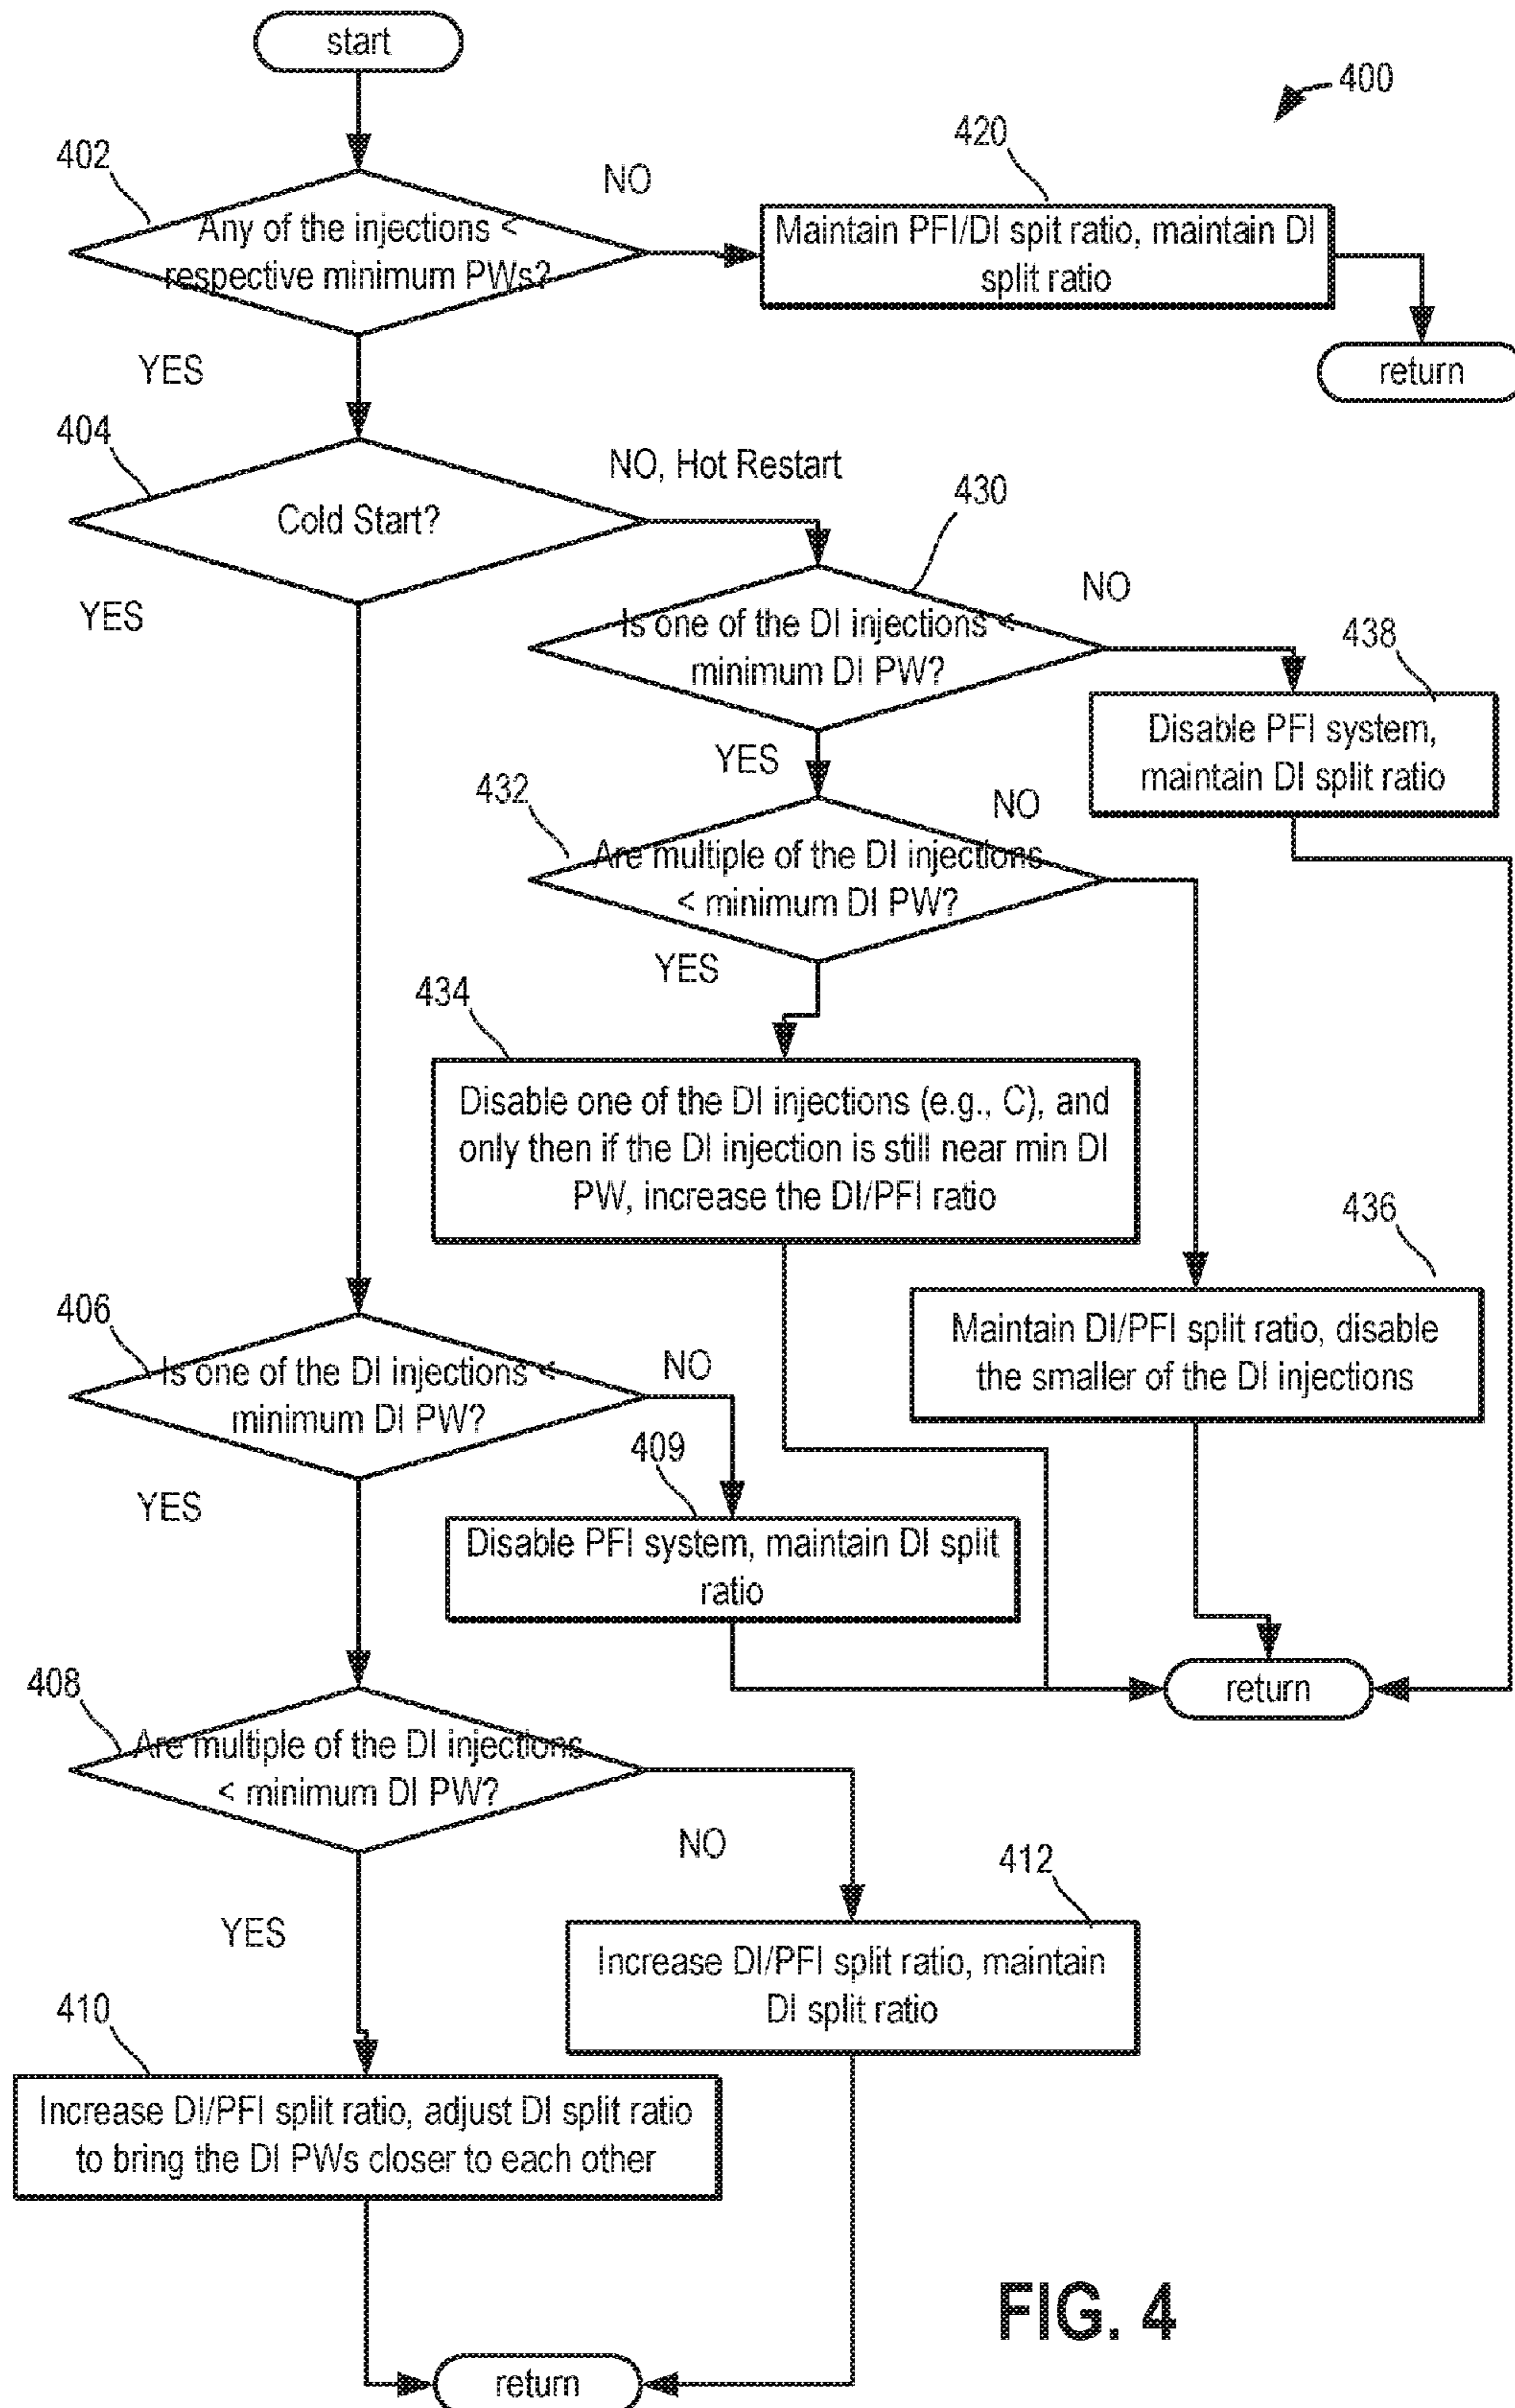 start
400
402
NO
420
Any of the injections <
respective minimum PWs?
Maintain PFI/DI spit ratio, maintain DI
split ratio
YES
return
404
NO, Hot Restart
Cold Start?
430
YES
NO
Is one of the DI injections <
minimum DI PW?
438
Disable PFI system,
maintain DI split ratio
YES
432
NO
Are multiple of the DI injections
< minimum DI PW?
YES
434
Disable one of the DI injections (e.g., C), and
only then if the DI injection is still near min DI
PW, increase the DI/PFI ratio
436
Maintain DI/PFI split ratio, disable
the smaller of the DI injections
406
Is one of the DI injections <
minimum DI PW?
NO
409
YES
Disable PFI system, maintain DI split
ratio
return
408
Are multiple of the DI injections
< minimum DI PW?
NO
412
YES
Increase DI/PFI split ratio, maintain
DI split ratio
410
Increase DI/PFI split ratio, adjust DI split ratio
to bring the DI PWs closer to each other
FIG. 4
return